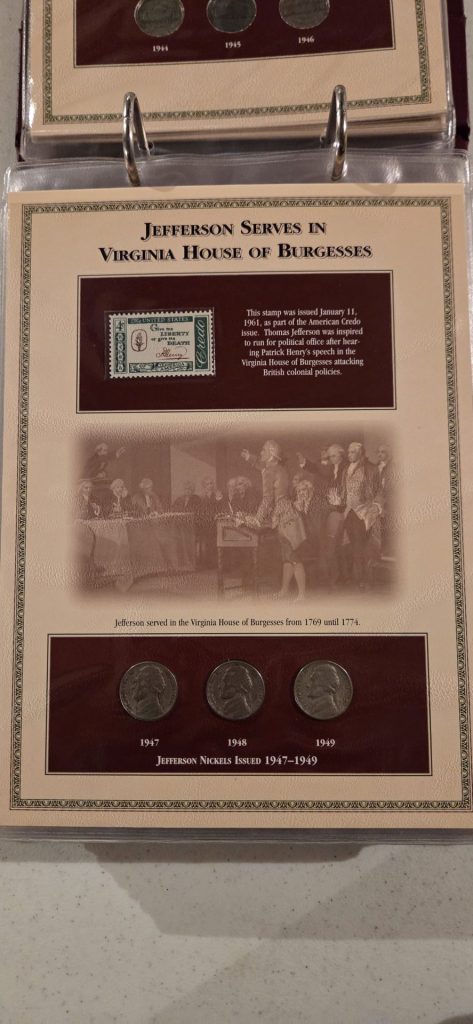 1944 1945 1946
JEFFERSON SERVES IN
VIRGINIA HOUSE OF BURGESSES
UNITED STATES
Give me
LIBERTY
or give me
DEATH
Credo
This stamp was issued January 11,
1961, as part of the American Credo
issue. Thomas Jefferson was inspired
to run for political office after hear-
ing Patrick Henry's speech in the
Virginia House of Burgesses attacking
British colonial policies.
Jefferson served in the Virginia House of Burgesses from 1769 until 1774.
1947 1948 1949
JEFFERSON NICKELS ISSUED 1947–1949